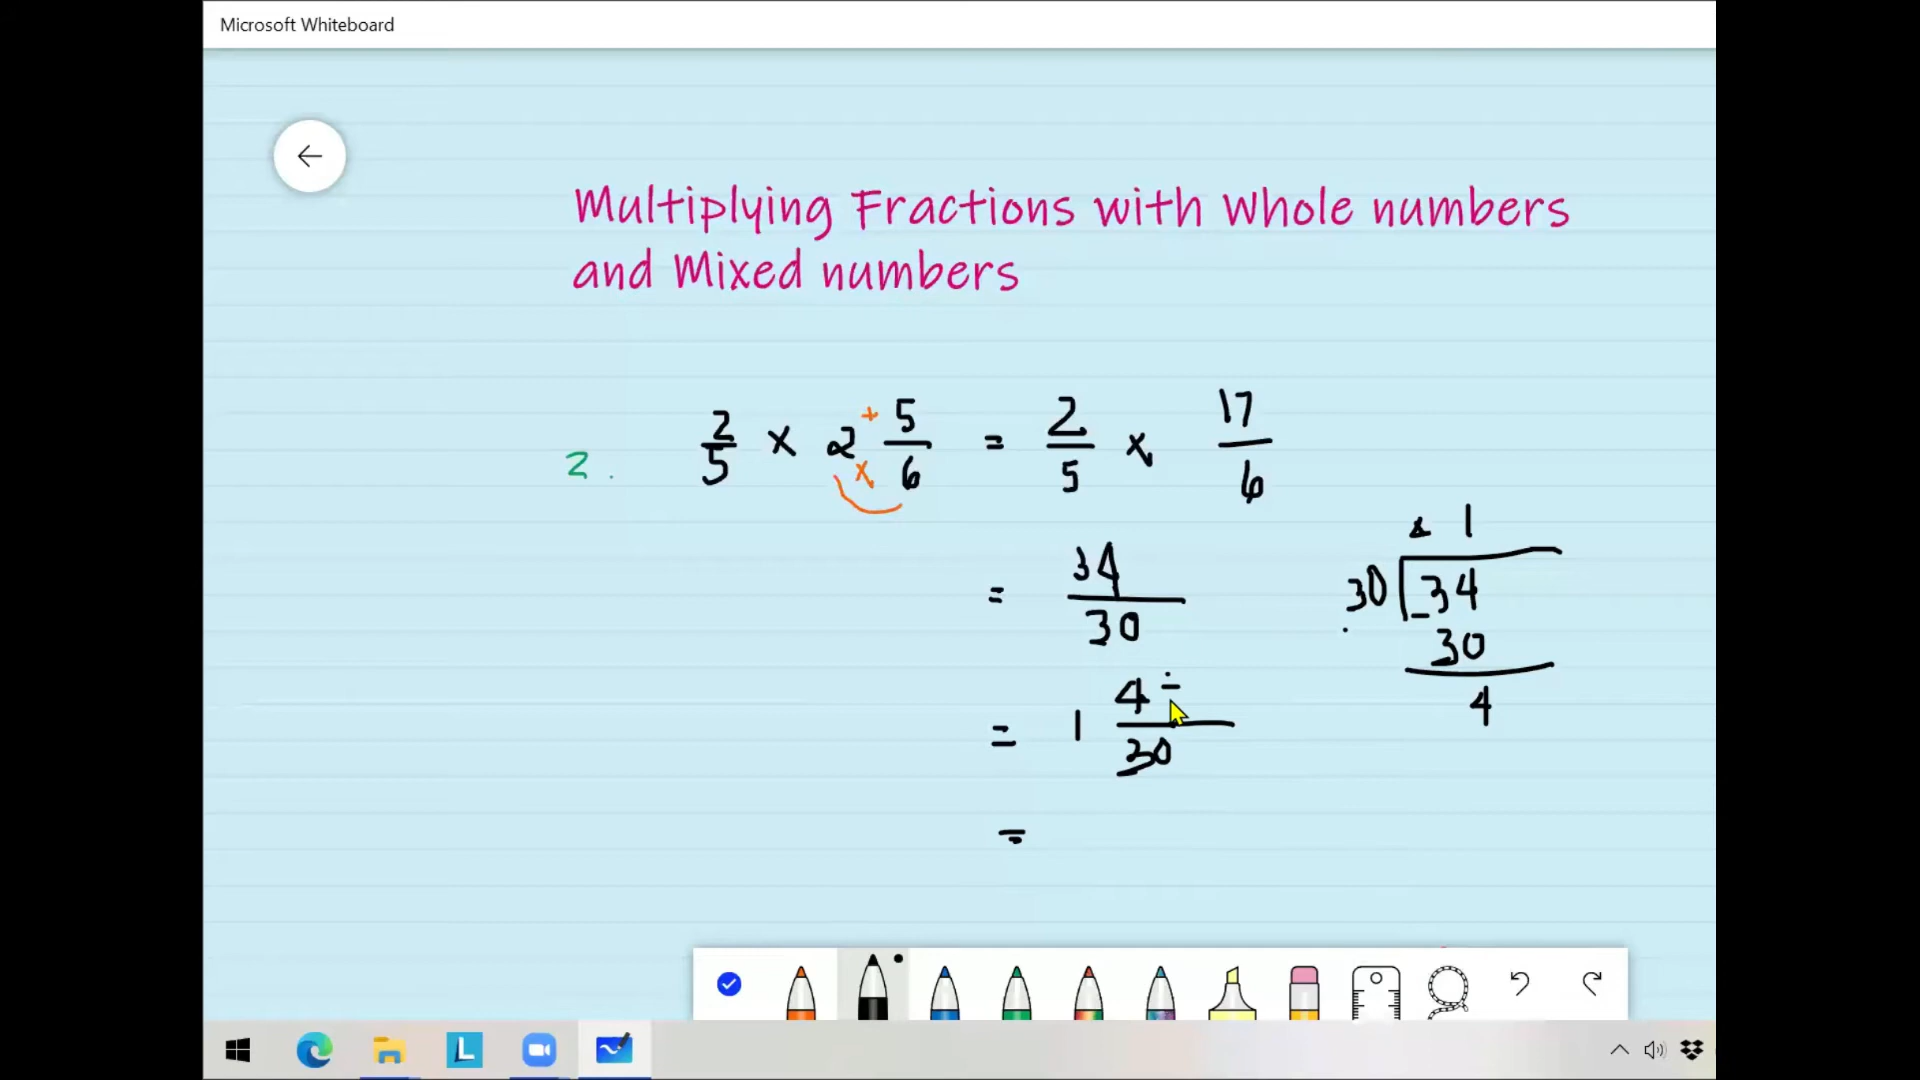 Microsoft Whiteboard
Multiplying Fractions with Whole numbers
and Mixed numbers
2. 2/5 x 2 + x 5/6 = 2/5 x 17/6
= 34/30
1
30 34
- 30
4
= 1 4 ÷/30
=
L